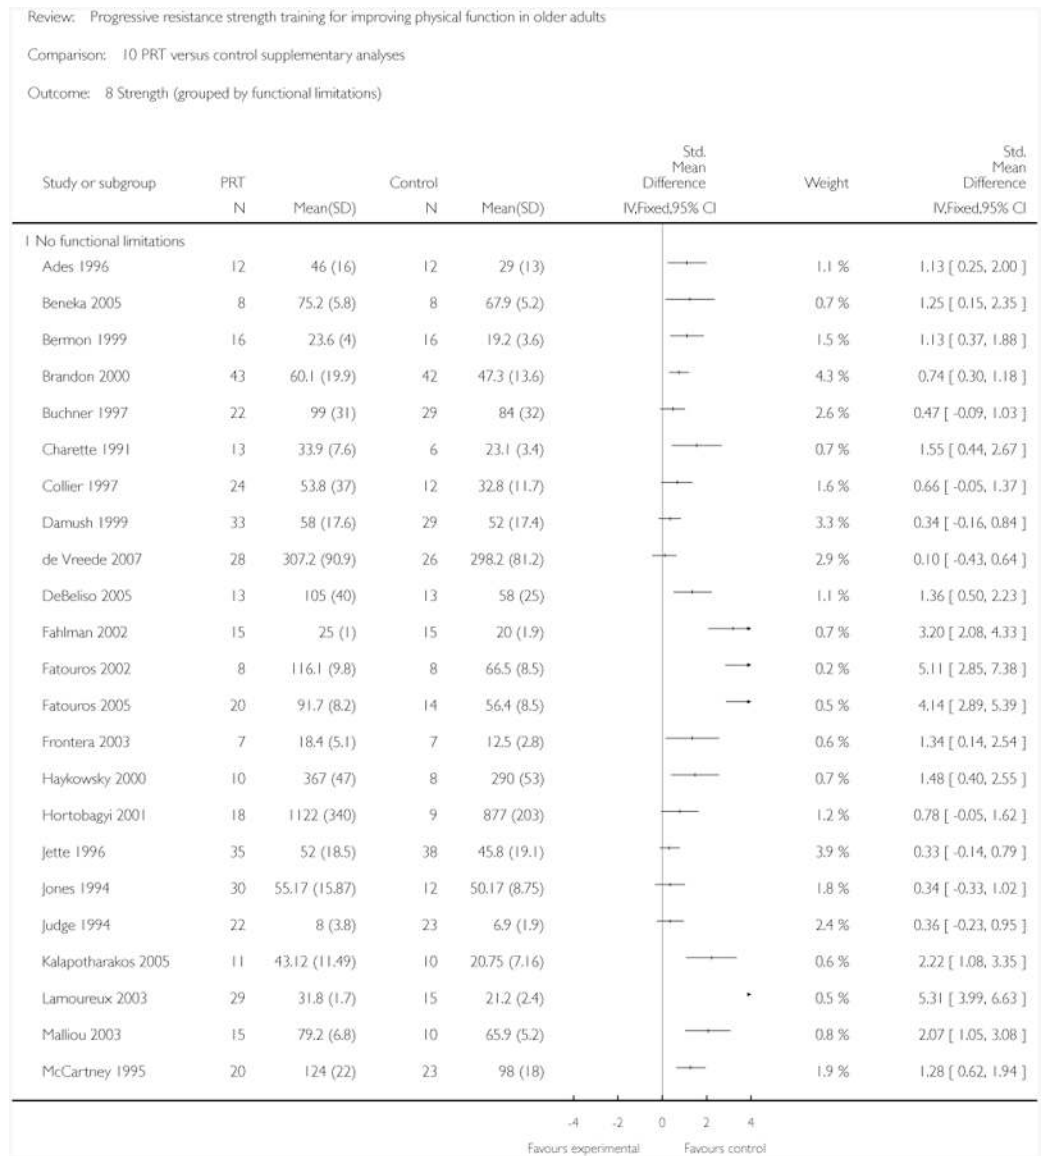 Review: Progressive resistance strength training for improving physical function in older adults
Comparison: 10 PRT versus control supplementary analyses
Outcome: 8 Strength (grouped by functional limitations)
Study or subgroup PRT Control Std. Mean Difference Weight Std. Mean Difference
N Mean(SD) N Mean(SD) IV,Fixed,95% CI IV,Fixed,95% CI
1 No functional limitations
Ades 1996 12 46 (16) 12 29 (13) 1.1 % 1.13 [ 0.25, 2.00 ]
Beneka 2005 8 75.2 (5.8) 8 67.9 (5.2) 0.7 % 1.25 [ 0.15, 2.35 ]
Bermon 1999 16 23.6 (4) 16 19.2 (3.6) 1.5 % 1.13 [ 0.37, 1.88 ]
Brandon 2000 43 60.1 (19.9) 42 47.3 (13.6) 4.3 % 0.74 [ 0.30, 1.18 ]
Buchner 1997 22 99 (31) 29 84 (32) 2.6 % 0.47 [ -0.09, 1.03 ]
Charette 1991 13 33.9 (7.6) 6 23.1 (3.4) 0.7 % 1.55 [ 0.44, 2.67 ]
Collier 1997 24 53.8 (37) 12 32.8 (11.7) 1.6 % 0.66 [ -0.05, 1.37 ]
Damush 1999 33 58 (17.6) 29 52 (17.4) 3.3 % 0.34 [ -0.16, 0.84 ]
de Vreede 2007 28 307.2 (90.9) 26 298.2 (81.2) 2.9 % 0.10 [ -0.43, 0.64 ]
DeBeliso 2005 13 105 (40) 13 58 (25) 1.1 % 1.36 [ 0.50, 2.23 ]
Fahlman 2002 15 25 (1) 15 20 (1.9) 0.7 % 3.20 [ 2.08, 4.33 ]
Fatouros 2002 8 116.1 (9.8) 8 66.5 (8.5) 0.2 % 5.11 [ 2.85, 7.38 ]
Fatouros 2005 20 91.7 (8.2) 14 56.4 (8.5) 0.5 % 4.14 [ 2.89, 5.39 ]
Frontera 2003 7 18.4 (5.1) 7 12.5 (2.8) 0.6 % 1.34 [ 0.14, 2.54 ]
Haykowsky 2000 10 367 (47) 8 290 (53) 0.7 % 1.48 [ 0.40, 2.55 ]
Hortobagyi 2001 18 1122 (340) 9 877 (203) 1.2 % 0.78 [ -0.05, 1.62 ]
Jette 1996 35 52 (18.5) 38 45.8 (19.1) 3.9 % 0.33 [ -0.14, 0.79 ]
Jones 1994 30 55.17 (15.87) 12 50.17 (8.75) 1.8 % 0.34 [ -0.33, 1.02 ]
Judge 1994 22 8 (3.8) 23 6.9 (1.9) 2.4 % 0.36 [ -0.23, 0.95 ]
Kalapotharakos 2005 11 43.12 (11.49) 10 20.75 (7.16) 0.6 % 2.22 [ 1.08, 3.35 ]
Lamoureux 2003 29 31.8 (1.7) 15 21.2 (2.4) 0.5 % 5.31 [ 3.99, 6.63 ]
Malliou 2003 15 79.2 (6.8) 10 65.9 (5.2) 0.8 % 2.07 [ 1.05, 3.08 ]
McCartney 1995 20 124 (22) 23 98 (18) 1.9 % 1.28 [ 0.62, 1.94 ]
-4 -2 0 2 4
Favours experimental Favours control